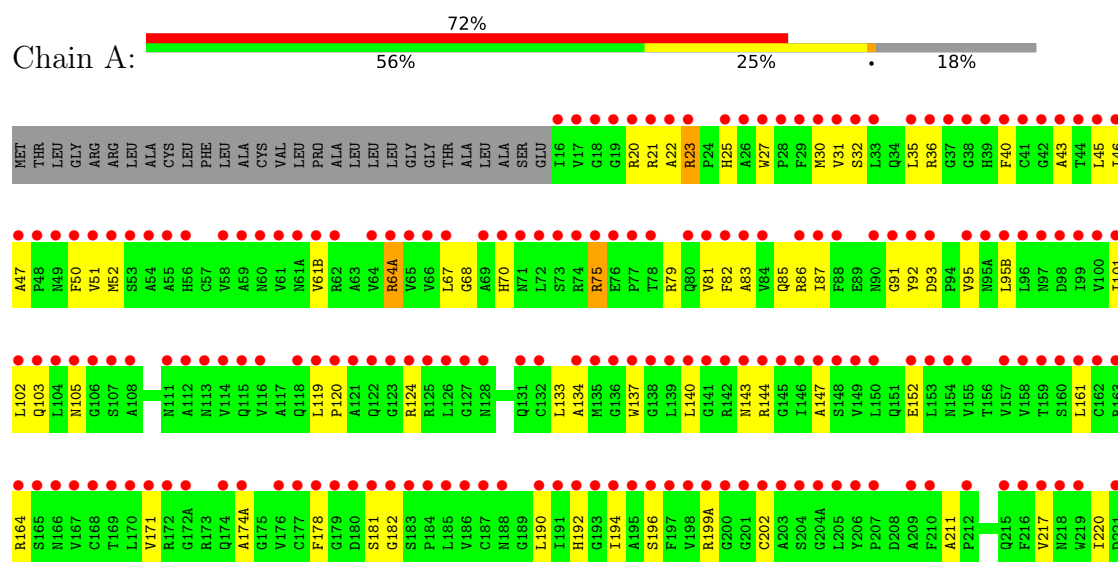 72%
Chain A:
56% 25% • 18%
MET THR LEU GLY ARG ARG LEU ALA CYS LEU PHE LEU ALA CYS VAL LEU PRO ALA LEU LEU LEU GLY GLY THR ALA LEU ALA SER GLU I16 V17 G18 G19 R20 R21 A22 R23 P24 H25 A26 W27 P28 F29 M30 V31 S32 L33 Q34 L35 R36 G37 G38 H39 F40 C41 G42 A43 T44 L45 I46
A47 P48 N49 F50 V51 M52 S53 A54 A55 H56 C57 V58 A59 N60 V61 N61A V61B R62 A63 V64 R64A V65 V66 L67 G68 A69 H70 N71 L72 S73 R74 R75 E76 P77 T78 R79 Q80 V81 F82 A83 V84 Q85 R86 I87 F88 E89 N90 G91 Y92 D93 P94 V95 N95A L95B L96 N97 D98 I99 V100 I101
L102 Q103 L104 N105 G106 S107 A108 N111 A112 N113 V114 Q115 V116 A117 Q118 L119 P120 A121 Q122 G123 R124 R125 L126 G127 N128 Q131 C132 L133 A134 M135 G136 W137 G138 L139 L140 G141 R142 N143 R144 G145 I146 A147 S148 V149 L150 Q151 E152 L153 N154 V155 T156 V157 V158 T159 S160 L161 C162 R163
R164 S165 N166 V167 C168 T169 L170 V171 R172 G172A R173 Q174 A174A G175 V176 C177 F178 G179 D180 S181 G182 S183 P184 L185 V186 C187 N188 G189 L190 I191 H192 G193 I194 A195 S196 F197 V198 R199A G200 G201 C202 A203 S204 G204A L205 Y206 P207 D208 A209 F210 A211 P212 Q215 F216 V217 N218 W219 I220 D221